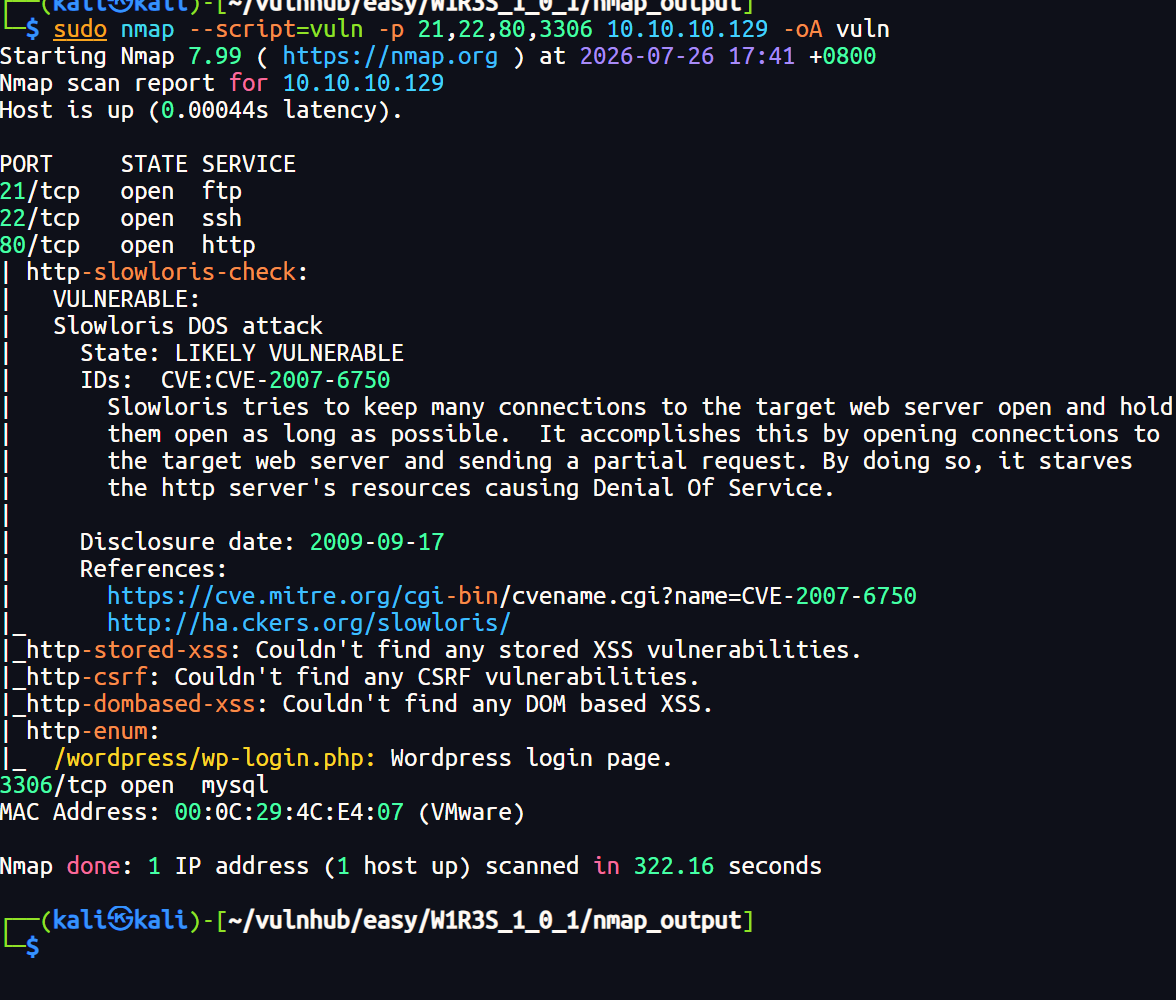 ┌──(kali㉿kali)-[~/vulnhub/easy/W1R3S_1_0_1/nmap_output]
└─$ sudo nmap --script=vuln -p 21,22,80,3306 10.10.10.129 -oA vuln
Starting Nmap 7.99 ( https://nmap.org ) at 2026-07-26 17:41 +0800
Nmap scan report for 10.10.10.129
Host is up (0.00044s latency).

PORT     STATE SERVICE
21/tcp   open  ftp
22/tcp   open  ssh
80/tcp   open  http
| http-slowloris-check:
|   VULNERABLE:
|   Slowloris DOS attack
|     State: LIKELY VULNERABLE
|     IDs:  CVE:CVE-2007-6750
|       Slowloris tries to keep many connections to the target web server open and hold
|       them open as long as possible.  It accomplishes this by opening connections to
|       the target web server and sending a partial request. By doing so, it starves
|       the http server's resources causing Denial Of Service.
|
|     Disclosure date: 2009-09-17
|     References:
|       https://cve.mitre.org/cgi-bin/cvename.cgi?name=CVE-2007-6750
|_      http://ha.ckers.org/slowloris/
|_http-stored-xss: Couldn't find any stored XSS vulnerabilities.
|_http-csrf: Couldn't find any CSRF vulnerabilities.
|_http-dombased-xss: Couldn't find any DOM based XSS.
| http-enum:
|_  /wordpress/wp-login.php: Wordpress login page.
3306/tcp open  mysql
MAC Address: 00:0C:29:4C:E4:07 (VMware)

Nmap done: 1 IP address (1 host up) scanned in 322.16 seconds

┌──(kali㉿kali)-[~/vulnhub/easy/W1R3S_1_0_1/nmap_output]
└─$